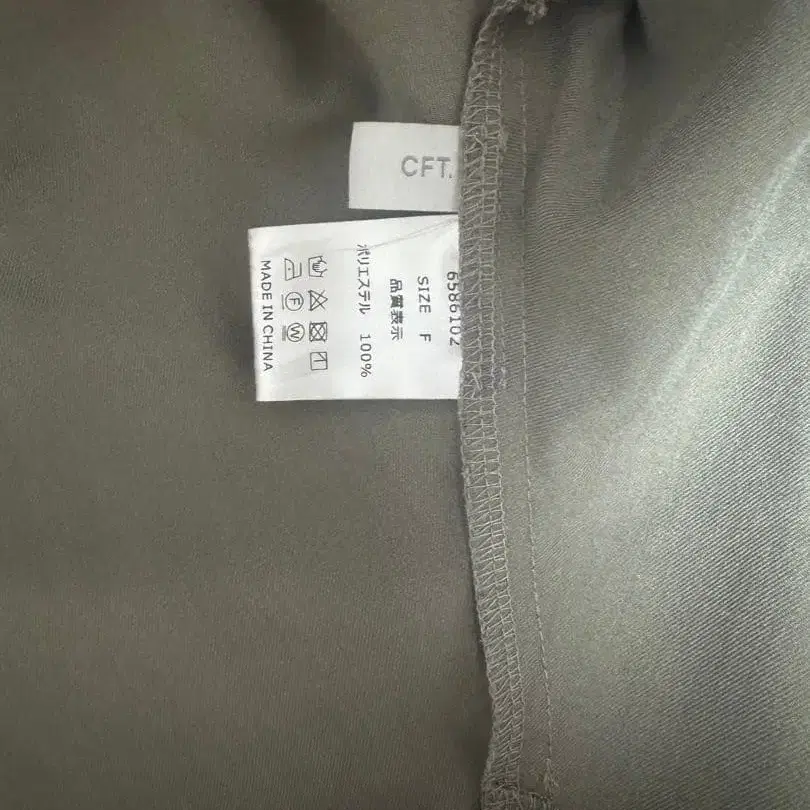 CFT.
6586102
SIZE F
品質表示
ポリエステル 100%
F W
MADE IN CHINA